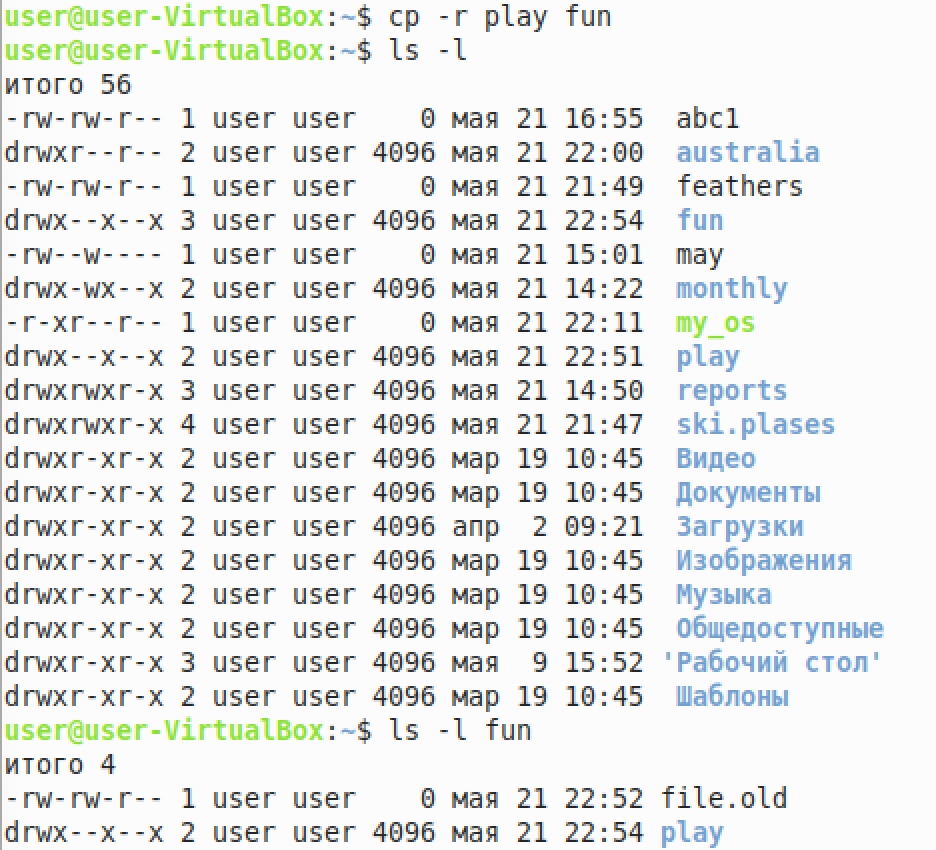 user@user-VirtualBox:~$ cp -r play fun
user@user-VirtualBox:~$ ls -l
итого 56
-rw-rw-r-- 1 user user    0 мая 21 16:55  abc1
drwxr--r-- 2 user user 4096 мая 21 22:00  australia
-rw-rw-r-- 1 user user    0 мая 21 21:49  feathers
drwx--x--x 3 user user 4096 мая 21 22:54  fun
-rw--w---- 1 user user    0 мая 21 15:01  may
drwx-wx--x 2 user user 4096 мая 21 14:22  monthly
-r-xr--r-- 1 user user    0 мая 21 22:11  my_os
drwx--x--x 2 user user 4096 мая 21 22:51  play
drwxrwxr-x 3 user user 4096 мая 21 14:50  reports
drwxrwxr-x 4 user user 4096 мая 21 21:47  ski.plases
drwxr-xr-x 2 user user 4096 мар 19 10:45  Видео
drwxr-xr-x 2 user user 4096 мар 19 10:45  Документы
drwxr-xr-x 2 user user 4096 апр  2 09:21  Загрузки
drwxr-xr-x 2 user user 4096 мар 19 10:45  Изображения
drwxr-xr-x 2 user user 4096 мар 19 10:45  Музыка
drwxr-xr-x 2 user user 4096 мар 19 10:45  Общедоступные
drwxr-xr-x 3 user user 4096 мая  9 15:52 'Рабочий стол'
drwxr-xr-x 2 user user 4096 мар 19 10:45  Шаблоны
user@user-VirtualBox:~$ ls -l fun
итого 4
-rw-rw-r-- 1 user user    0 мая 21 22:52 file.old
drwx--x--x 2 user user 4096 мая 21 22:54 play